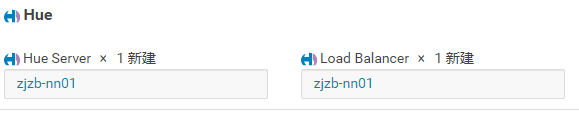 Hue
Hue Server × 1 新建
zjzb-nn01
Load Balancer × 1 新建
zjzb-nn01